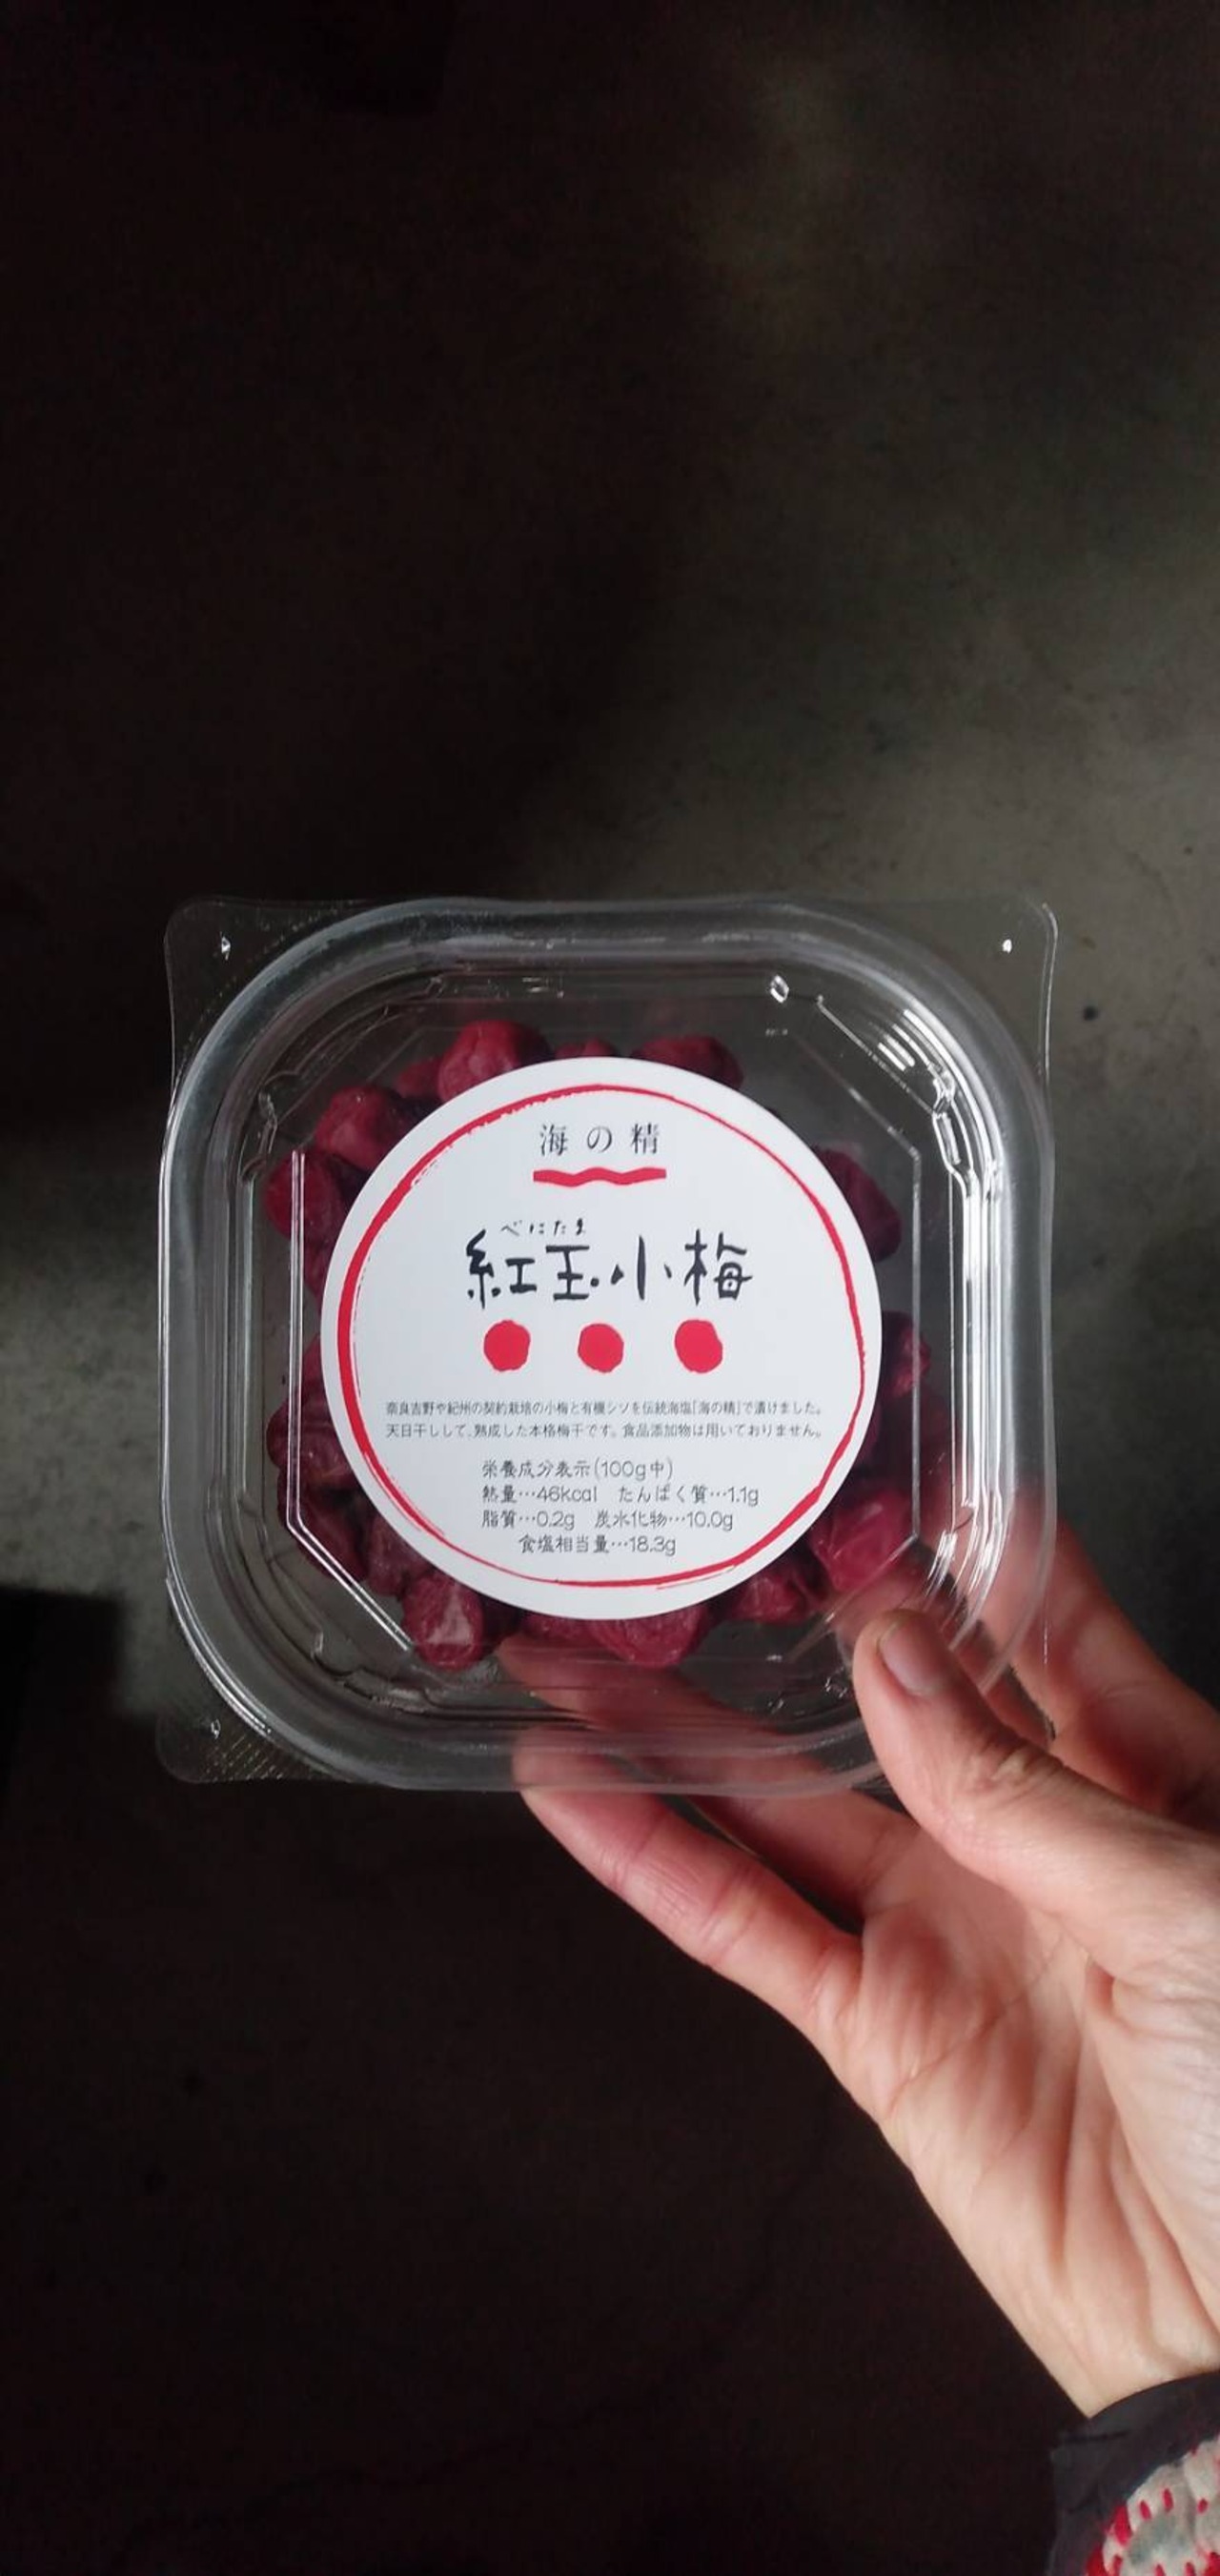 海の精
べにたま
紅玉小梅
奈良吉野や紀州の契約栽培の小梅と有機シソを伝統海塩「海の精」で漬けました。
天日干しして、熟成した本格梅干です。食品添加物は用いておりません。
栄養成分表示(100g中)
熱量…46kcal たんぱく質…1.1g
脂質…0.2g 炭水化物…10.0g
食塩相当量…18.3g